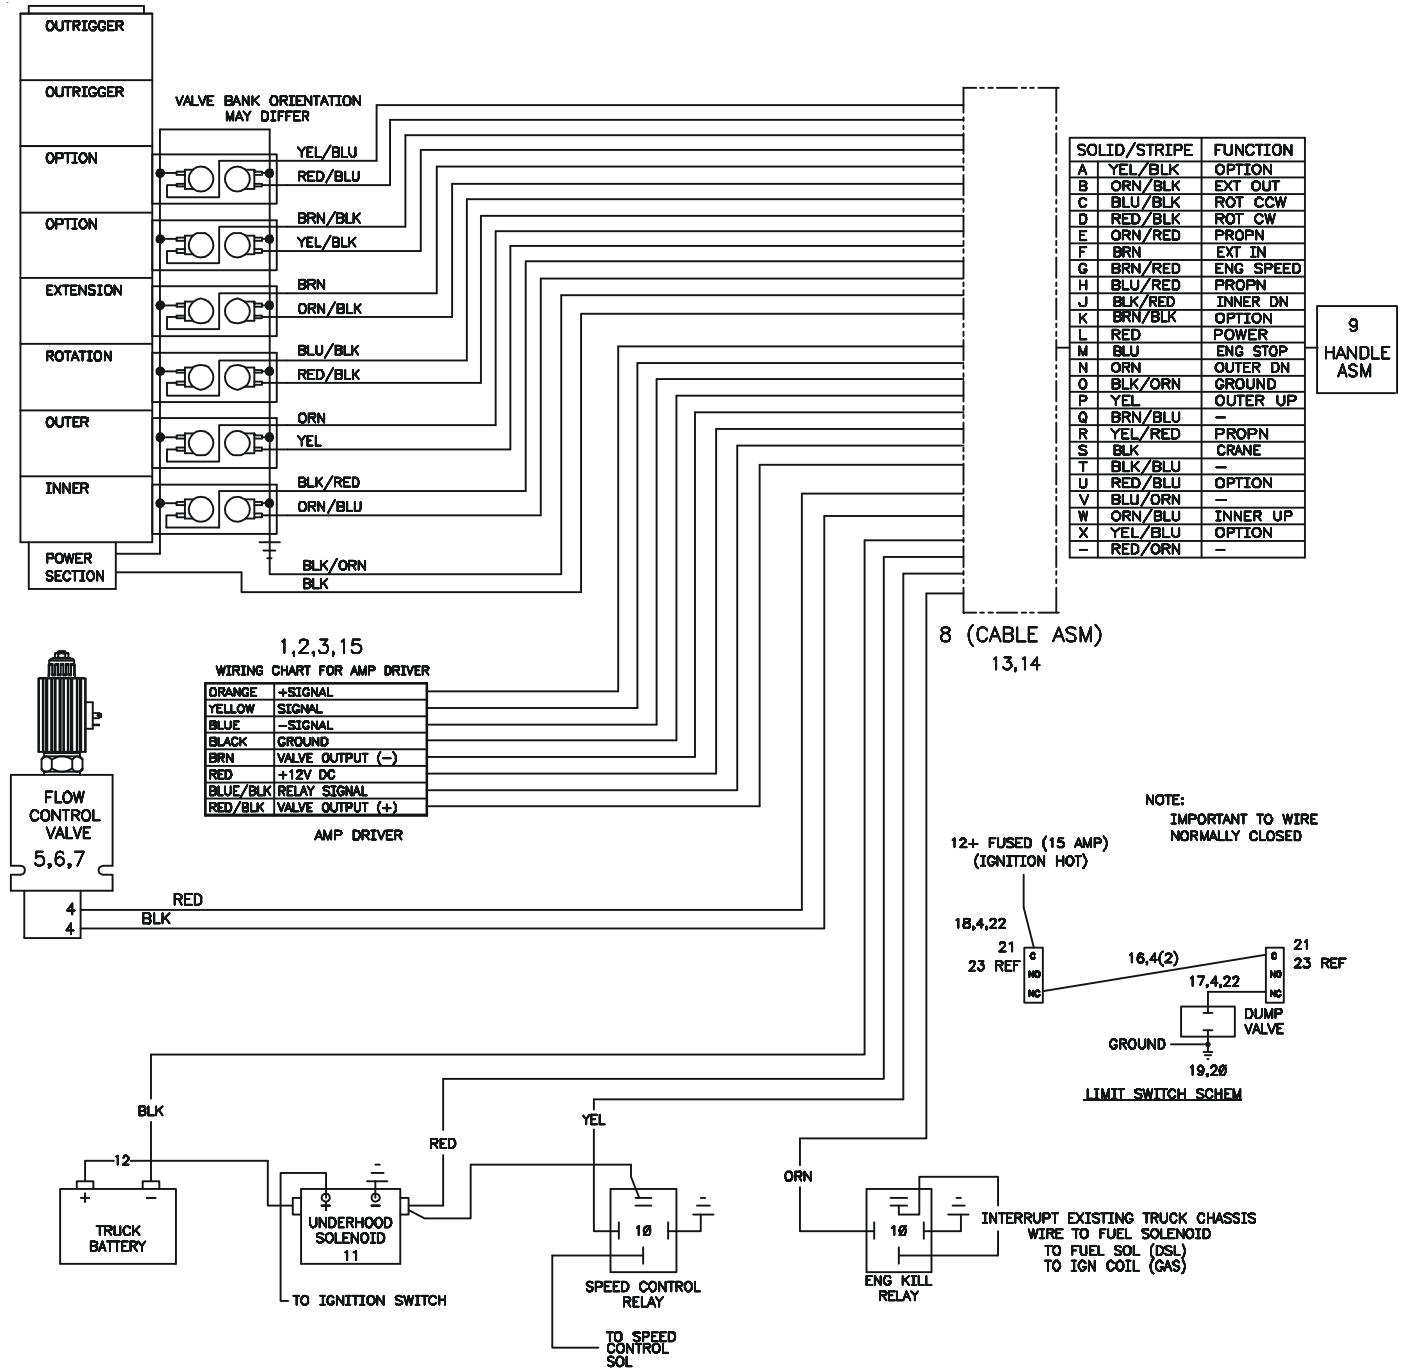 OUTRIGGER
OUTRIGGER
OPTION
OPTION
EXTENSION
ROTATION
OUTER
INNER
POWER
SECTION
VALVE BANK ORIENTATION
MAY DIFFER
YEL/BLU
RED/BLU
BRN/BLK
YEL/BLK
BRN
ORN/BLK
BLU/BLK
RED/BLK
ORN
YEL
BLK/RED
ORN/BLU
BLK/ORN
BLK
SOLID/STRIPE FUNCTION
A YEL/BLK OPTION
B ORN/BLK EXT OUT
C BLU/BLK ROT CCW
D RED/BLK ROT CW
E ORN/RED PROPN
F BRN EXT IN
G BRN/RED ENG SPEED
H BLU/RED PROPN
J BLK/RED INNER DN
K BRN/BLK OPTION
L RED POWER
M BLU ENG STOP
N ORN OUTER DN
O BLK/ORN GROUND
P YEL OUTER UP
Q BRN/BLU –
R YEL/RED PROPN
S BLK CRANE
T BLK/BLU –
U RED/BLU OPTION
V BLU/ORN –
W ORN/BLU INNER UP
X YEL/BLU OPTION
– RED/ORN –
9
HANDLE
ASM
8 (CABLE ASM)
13,14
1,2,3,15
WIRING CHART FOR AMP DRIVER
ORANGE +SIGNAL
YELLOW SIGNAL
BLUE –SIGNAL
BLACK GROUND
BRN VALVE OUTPUT (–)
RED +12V DC
BLUE/BLK RELAY SIGNAL
RED/BLK VALVE OUTPUT (+)
AMP DRIVER
FLOW
CONTROL
VALVE
5,6,7
4
4
RED
BLK
NOTE:
IMPORTANT TO WIRE
NORMALLY CLOSED
12+ FUSED (15 AMP)
(IGNITION HOT)
18,4,22
21
23 REF
C
NO
NC
16,4(2)
17,4,22
C
NO
NC
21
23 REF
DUMP
VALVE
GROUND
19,20
LIMIT SWITCH SCHEM
BLK
12
+ –
TRUCK
BATTERY
RED
+ –
UNDERHOOD
SOLENOID
11
TO IGNITION SWITCH
YEL
10
SPEED CONTROL
RELAY
TO SPEED
CONTROL
SOL
ORN
10
ENG KILL
RELAY
INTERRUPT EXISTING TRUCK CHASSIS
WIRE TO FUEL SOLENOID
TO FUEL SOL (DSL)
TO IGN COIL (GAS)